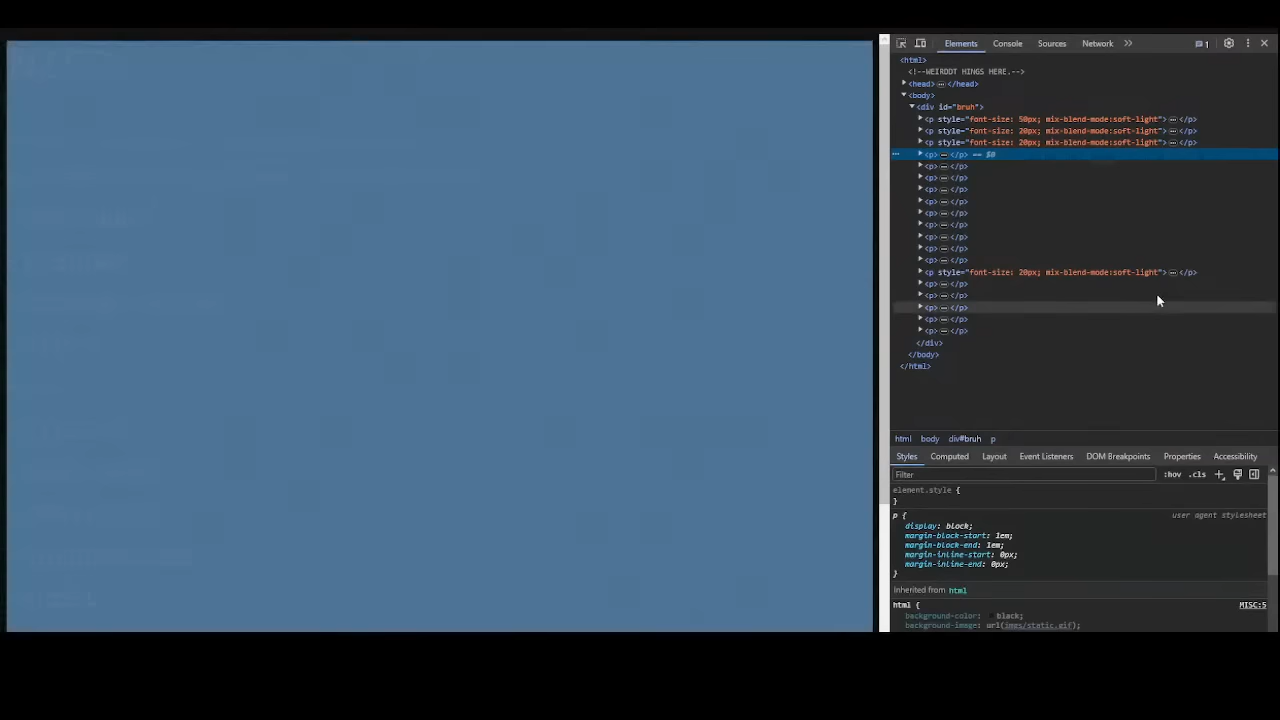 Elements Console Sources Network » 1
<html>
<!--WEIRDDT HINGS HERE.-->
<head> … </head>
<body>
<div id="bruh">
<p style="font-size: 50px; mix-blend-mode:soft-light"> … </p>
<p style="font-size: 20px; mix-blend-mode:soft-light"> … </p>
<p style="font-size: 20px; mix-blend-mode:soft-light"> … </p>
… <p> … </p> == $0
<p> … </p>
<p> … </p>
<p> … </p>
<p> … </p>
<p> … </p>
<p> … </p>
<p> … </p>
<p> … </p>
<p> … </p>
<p style="font-size: 20px; mix-blend-mode:soft-light"> … </p>
<p> … </p>
<p> … </p>
<p> … </p>
<p> … </p>
<p> … </p>
</div>
</body>
</html>
html body div#bruh p
Styles Computed Layout Event Listeners DOM Breakpoints Properties Accessibility
Filter :hov .cls +
element.style {
}
p { user agent stylesheet
display: block;
margin-block-start: 1em;
margin-block-end: 1em;
margin-inline-start: 0px;
margin-inline-end: 0px;
}
Inherited from html
html { MISC:5
background-color: black;
background-image: url(imgs/static.gif);